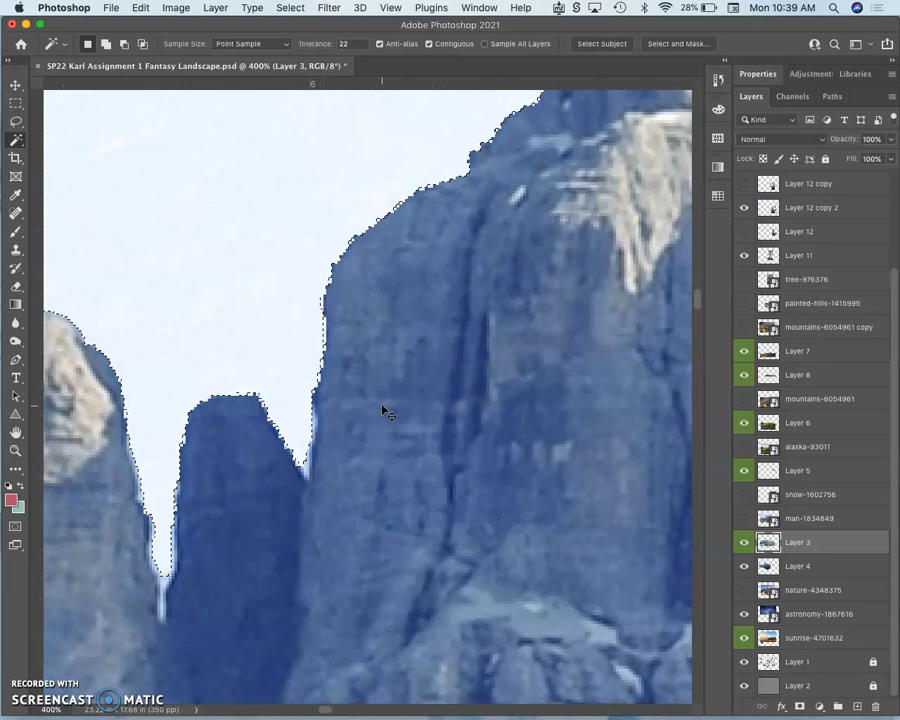 Photoshop File Edit Image Layer Type Select Filter 3D View Plugins Window Help 28% Mon 10:39 AM
Adobe Photoshop 2021
Sample Size: Point Sample Tolerance: 22 Anti-alias Contiguous Sample All Layers Select Subject Select and Mask...
SP22 Karl Assignment 1 Fantasy Landscape.psd @ 400% (Layer 3, RGB/8*) *
6
Properties Adjustments Libraries
Layers Channels Paths
Kind
Normal Opacity: 100%
Lock: Fill: 100%
Layer 12 copy
Layer 12 copy 2
Layer 12
Layer 11
tree-976376
painted-hills-1415995
mountains-6054961 copy
Layer 7
Layer 8
mountains-6054961
Layer 6
alaska-93011
Layer 5
snow-1602756
man-1834849
Layer 3
Layer 4
nature-4348375
astronomy-1867616
sunrise-4701632
Layer 1
Layer 2
RECORDED WITH
SCREENCAST MATIC
400%